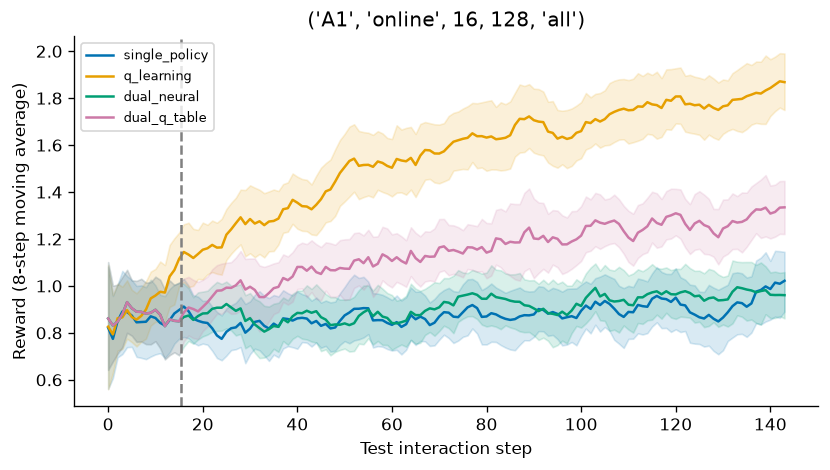 ('A1', 'online', 16, 128, 'all')
single_policy
q_learning
dual_neural
dual_q_table
Reward (8-step moving average)
2.0
1.8
1.6
1.4
1.2
1.0
0.8
0.6
0
20
40
60
80
100
120
140
Test interaction step